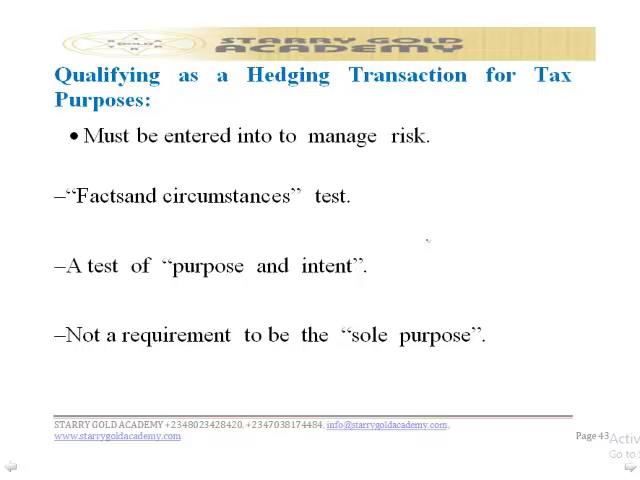 STARRY GOLD
ACADEMY
Qualifying as a Hedging Transaction for Tax
Purposes:
• Must be entered into to manage risk.
–“Factsand circumstances” test.
–A test of “purpose and intent”.
–Not a requirement to be the “sole purpose”.
STARRY GOLD ACADEMY +2348023428420, +2347038174484, info@starrygoldacademy.com,
www.starrygoldacademy.com
Page 43
Activ
Go to S